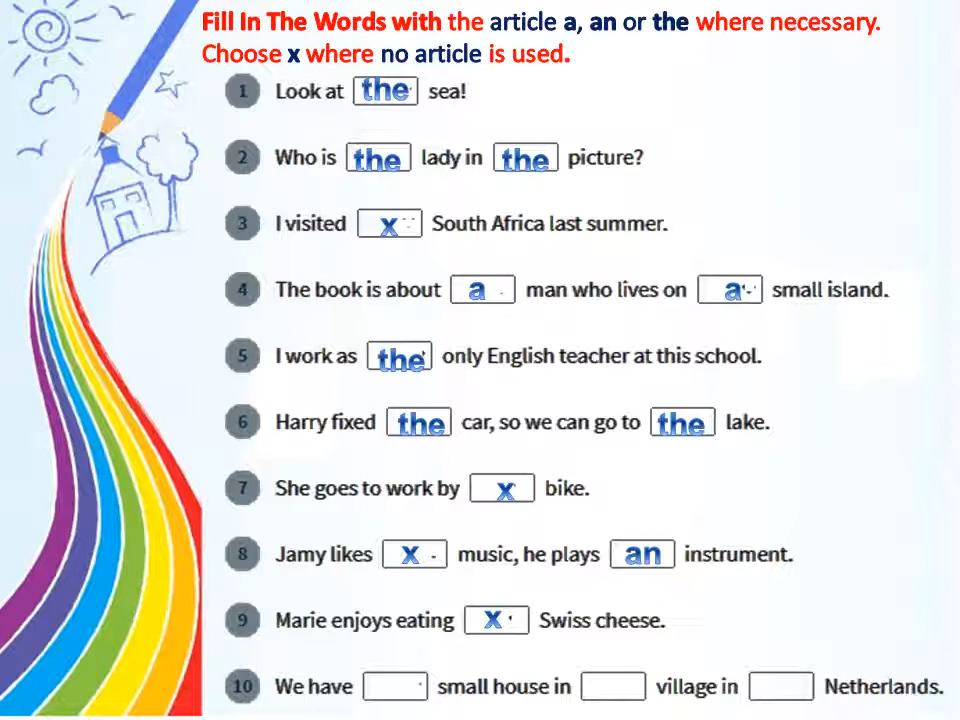 Fill In The Words with the article a, an or the where necessary.
Choose x where no article is used.
1 Look at the sea!
2 Who is the lady in the picture?
3 I visited x South Africa last summer.
4 The book is about a man who lives on a small island.
5 I work as the only English teacher at this school.
6 Harry fixed the car, so we can go to the lake.
7 She goes to work by x bike.
8 Jamy likes x music, he plays an instrument.
9 Marie enjoys eating x Swiss cheese.
10 We have small house in village in Netherlands.